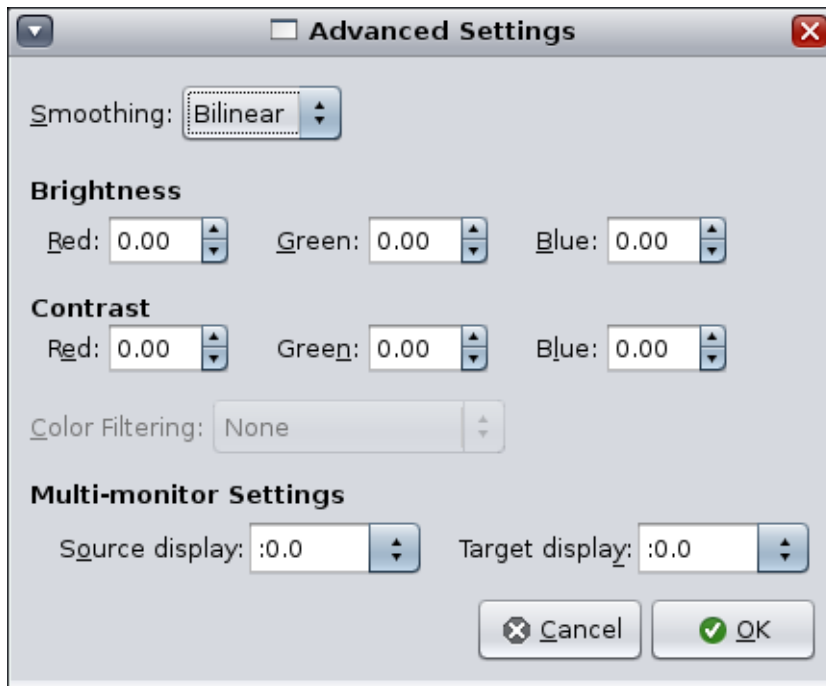 Advanced Settings
Smoothing: Bilinear
Brightness
Red: 0.00 Green: 0.00 Blue: 0.00
Contrast
Red: 0.00 Green: 0.00 Blue: 0.00
Color Filtering: None
Multi-monitor Settings
Source display: :0.0 Target display: :0.0
Cancel OK